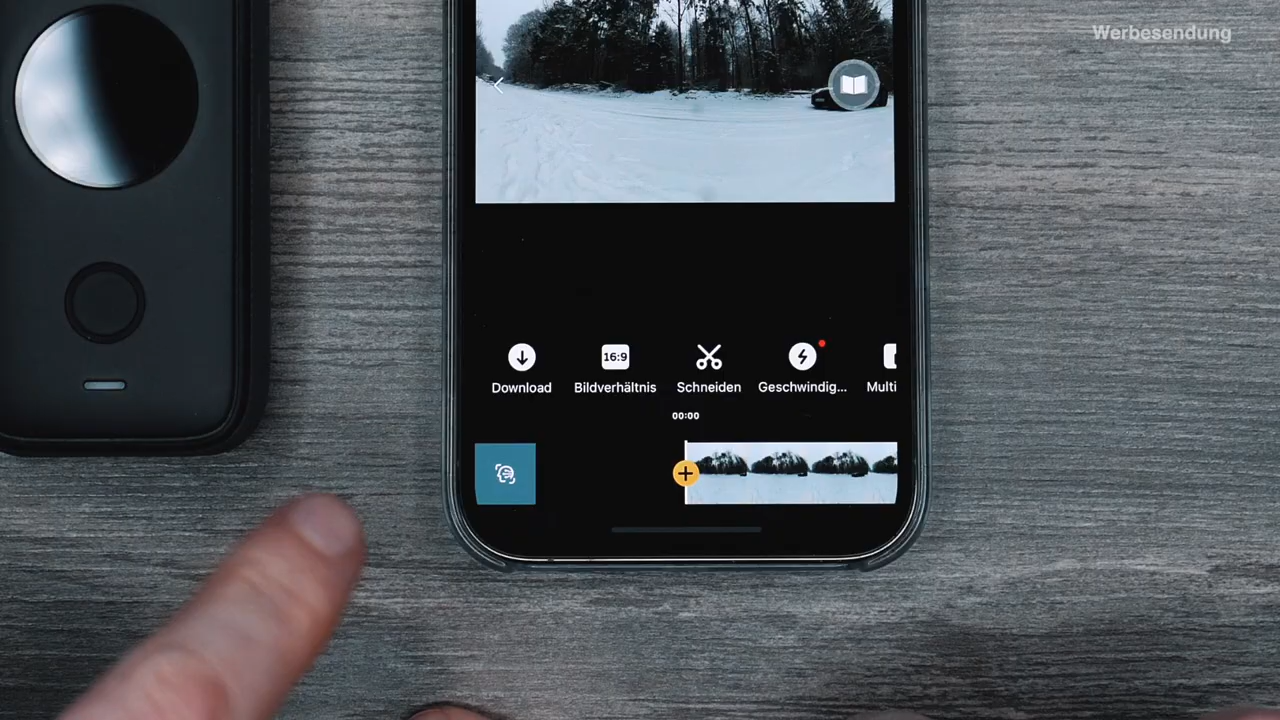 Werbesendung
16:9
Download
Bildverhältnis
Schneiden
Geschwindig...
Multi
00:00